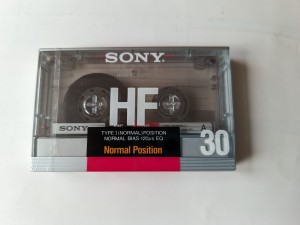 SONY
HF
SONY
A
TYPE I (NORMAL) POSITION
NORMAL BIAS 120μs EQ
Normal Position
30